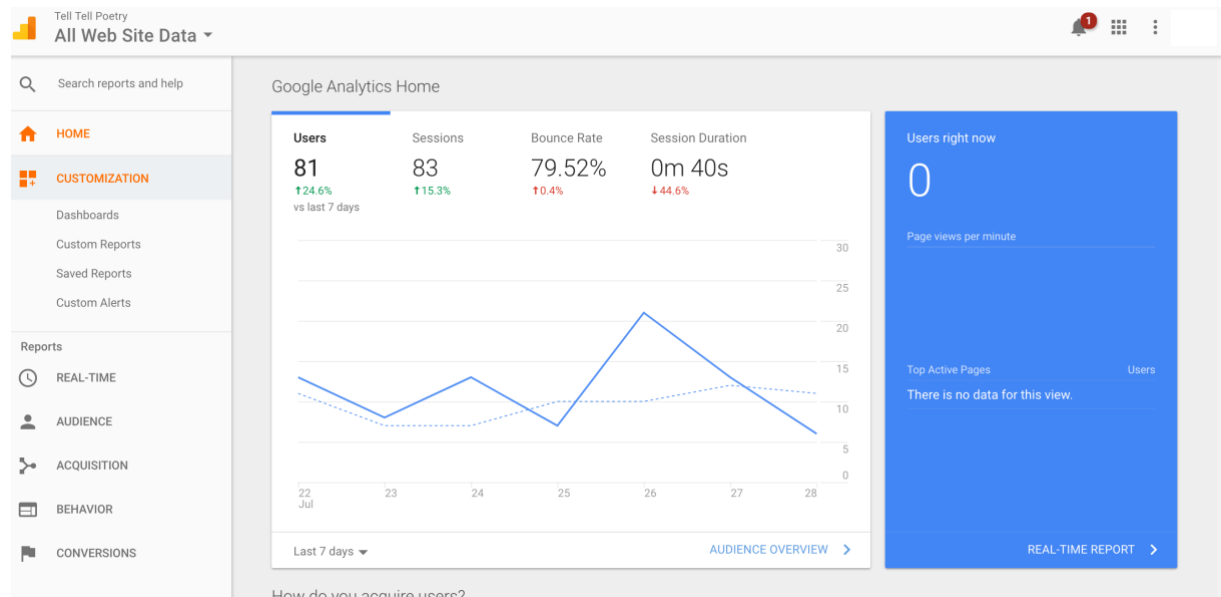 Tell Tell Poetry
All Web Site Data
1
Search reports and help
HOME
CUSTOMIZATION
Dashboards
Custom Reports
Saved Reports
Custom Alerts
Reports
REAL-TIME
AUDIENCE
ACQUISITION
BEHAVIOR
CONVERSIONS
Google Analytics Home
Users
81
↑24.6%
vs last 7 days
Sessions
83
↑15.3%
Bounce Rate
79.52%
↑0.4%
Session Duration
0m 40s
↓44.6%
30
25
20
15
10
5
0
22 23 24 25 26 27 28
Jul
Last 7 days
AUDIENCE OVERVIEW
Users right now
0
Page views per minute
Top Active Pages Users
There is no data for this view.
REAL-TIME REPORT
How do you acquire users?